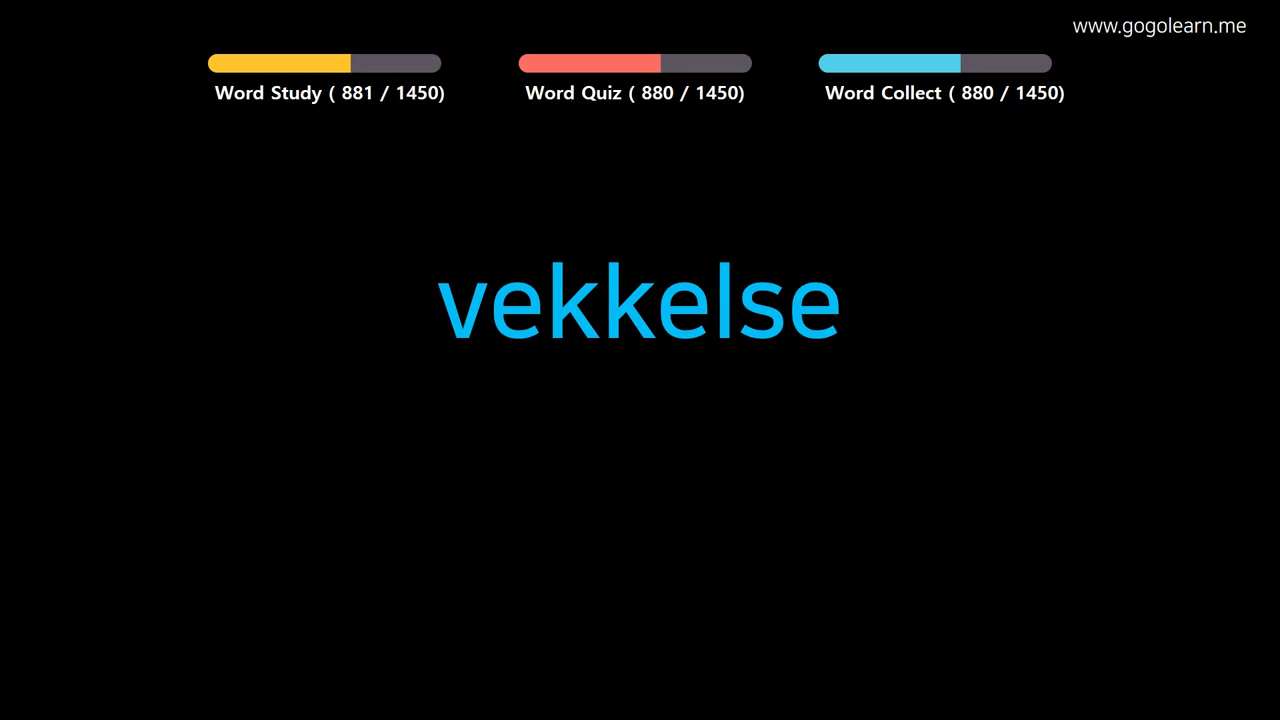 www.gogolearn.me
Word Study ( 881 / 1450)
Word Quiz ( 880 / 1450)
Word Collect ( 880 / 1450)
vekkelse